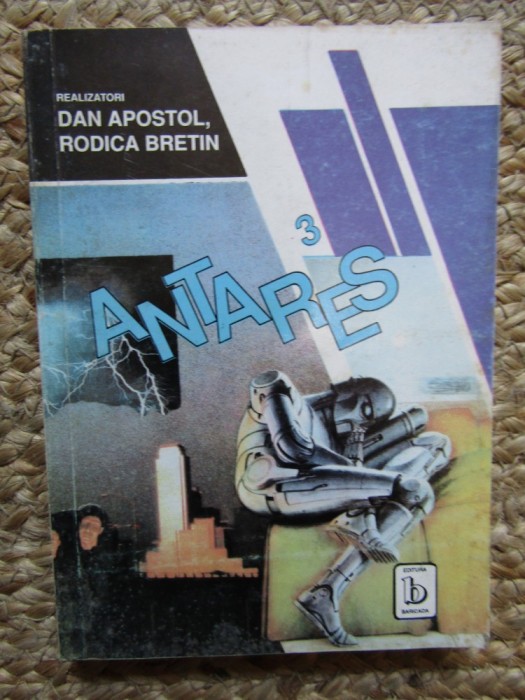 REALIZATORI
DAN APOSTOL,
RODICA BRETIN
3
ANTARES
EDITURA
b
BARICADA